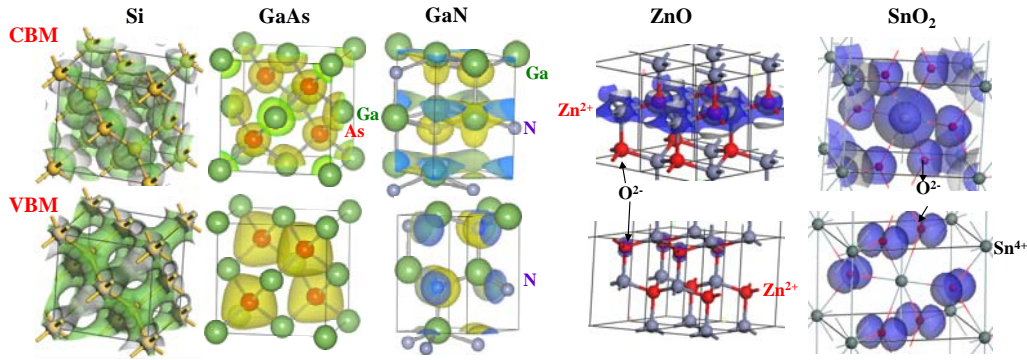 Si GaAs GaN ZnO SnO₂
CBM
Ga
Ga
As
N
Zn²⁺
O²⁻
O²⁻
VBM
N
Zn²⁺
Sn⁴⁺